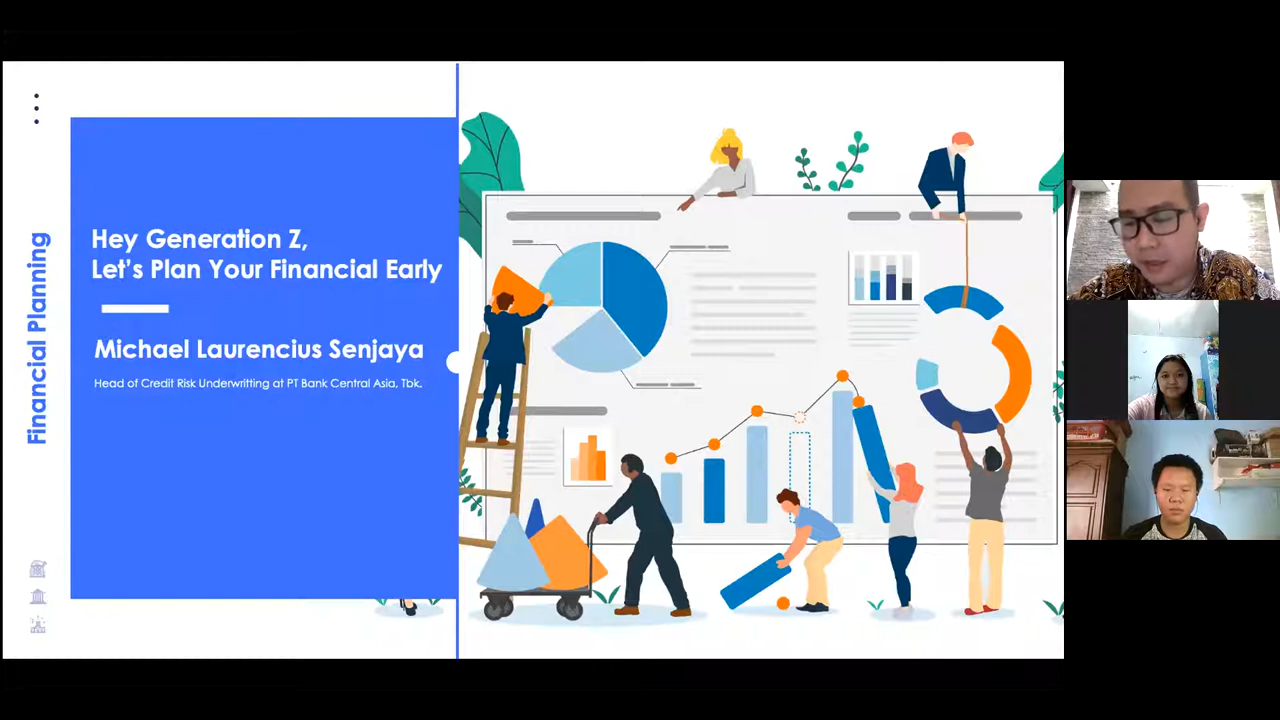 Financial Planning
Hey Generation Z,
Let's Plan Your Financial Early
Michael Laurencius Senjaya
Head of Credit Risk Underwritting at PT Bank Central Asia, Tbk.